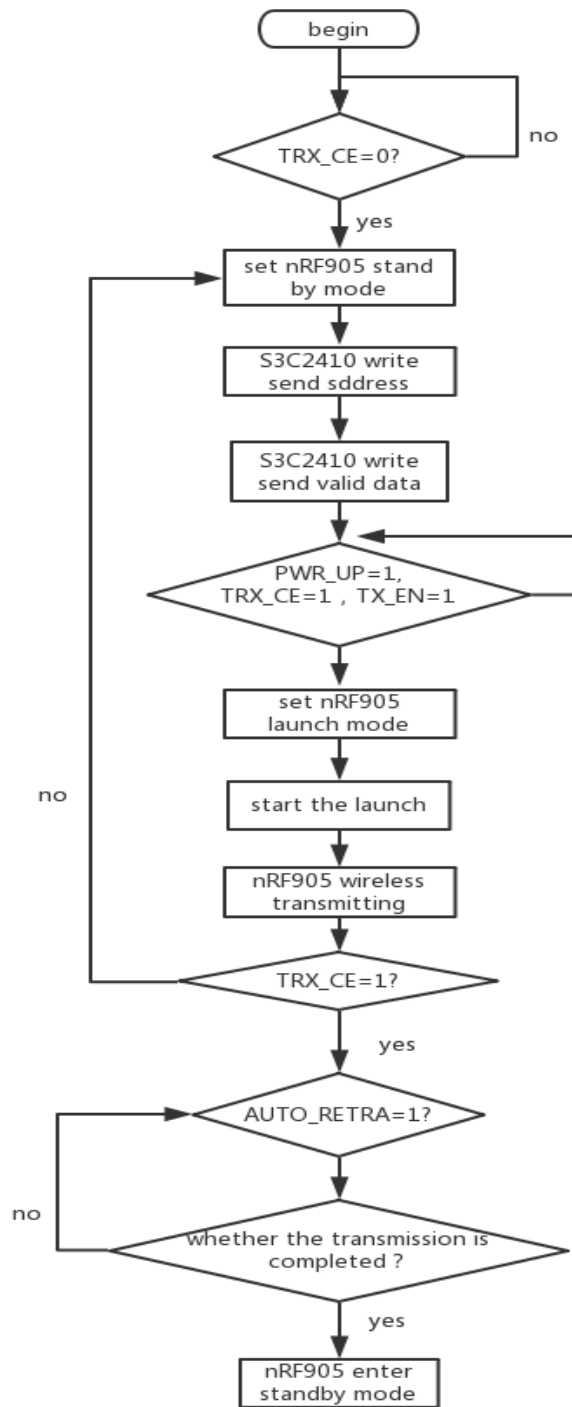 begin
TRX_CE=0?
no
yes
set nRF905 stand
by mode
S3C2410 write
send sddress
S3C2410 write
send valid data
PWR_UP=1,
TRX_CE=1 , TX_EN=1
set nRF905
launch mode
no
start the launch
nRF905 wireless
transmitting
TRX_CE=1?
yes
AUTO_RETRA=1?
no
whether the transmission is
completed ?
yes
nRF905 enter
standby mode